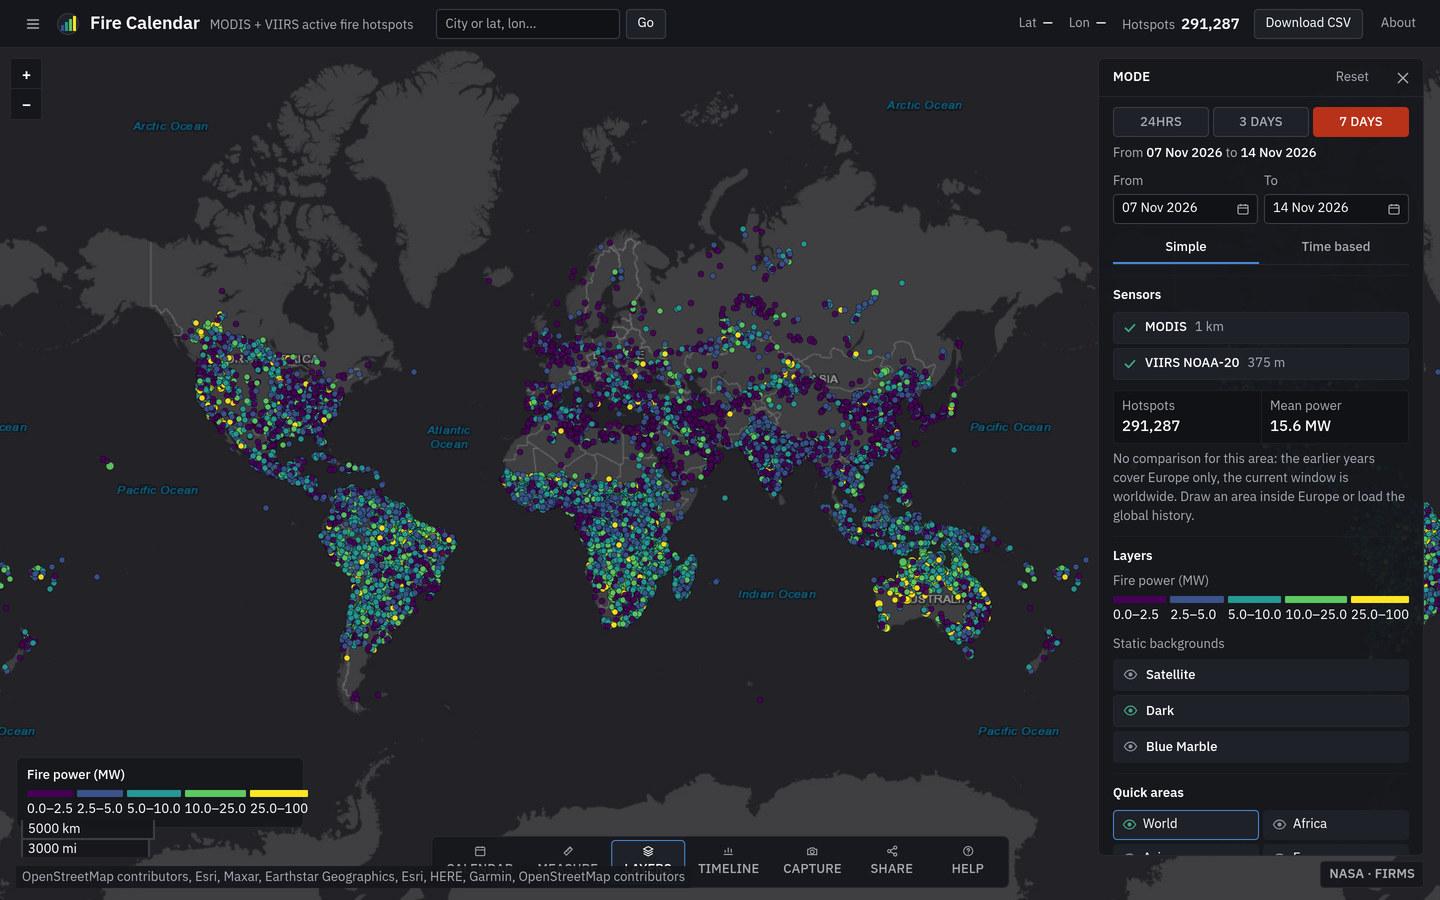 Fire Calendar
MODIS + VIIRS active fire hotspots
City or lat, lon...
Go
Lat —
Lon —
Hotspots 291,287
Download CSV
About
+
−
Arctic Ocean
Arctic Ocean
Atlantic
Ocean
Pacific Ocean
Pacific Ocean
Indian Ocean
Pacific Ocean
MODE
Reset
24HRS
3 DAYS
7 DAYS
From 07 Nov 2026 to 14 Nov 2026
From
To
07 Nov 2026
14 Nov 2026
Simple
Time based
Sensors
MODIS 1 km
VIIRS NOAA-20 375 m
Hotspots
291,287
Mean power
15.6 MW
No comparison for this area: the earlier years
cover Europe only, the current window is
worldwide. Draw an area inside Europe or load the
global history.
Layers
Fire power (MW)
0.0–2.5 2.5–5.0 5.0–10.0 10.0–25.0 25.0–100
Static backgrounds
Satellite
Dark
Blue Marble
Quick areas
World
Africa
Fire power (MW)
0.0–2.5 2.5–5.0 5.0–10.0 10.0–25.0 25.0–100
5000 km
3000 mi
CALENDAR
MEASURE
LAYERS
TIMELINE
CAPTURE
SHARE
HELP
OpenStreetMap contributors, Esri, Maxar, Earthstar Geographics, Esri, HERE, Garmin, OpenStreetMap contributors
NASA · FIRMS